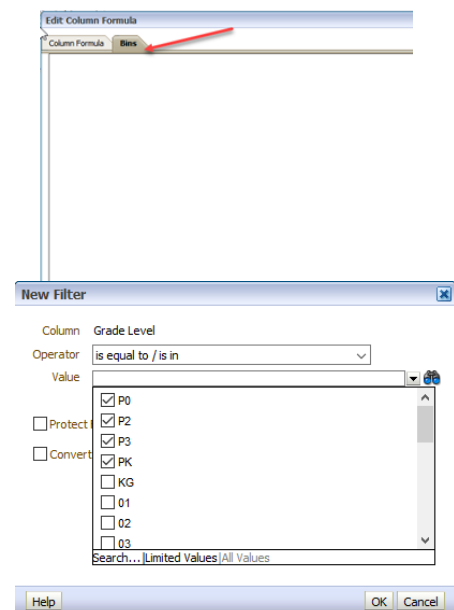 Edit Column Formula
Column Formula Bins
New Filter
Column Grade Level
Operator is equal to / is in
Value
P0
P2
Protect
P3
PK
Convert
KG
01
02
03
Search...|Limited Values|All Values
Help OK Cancel